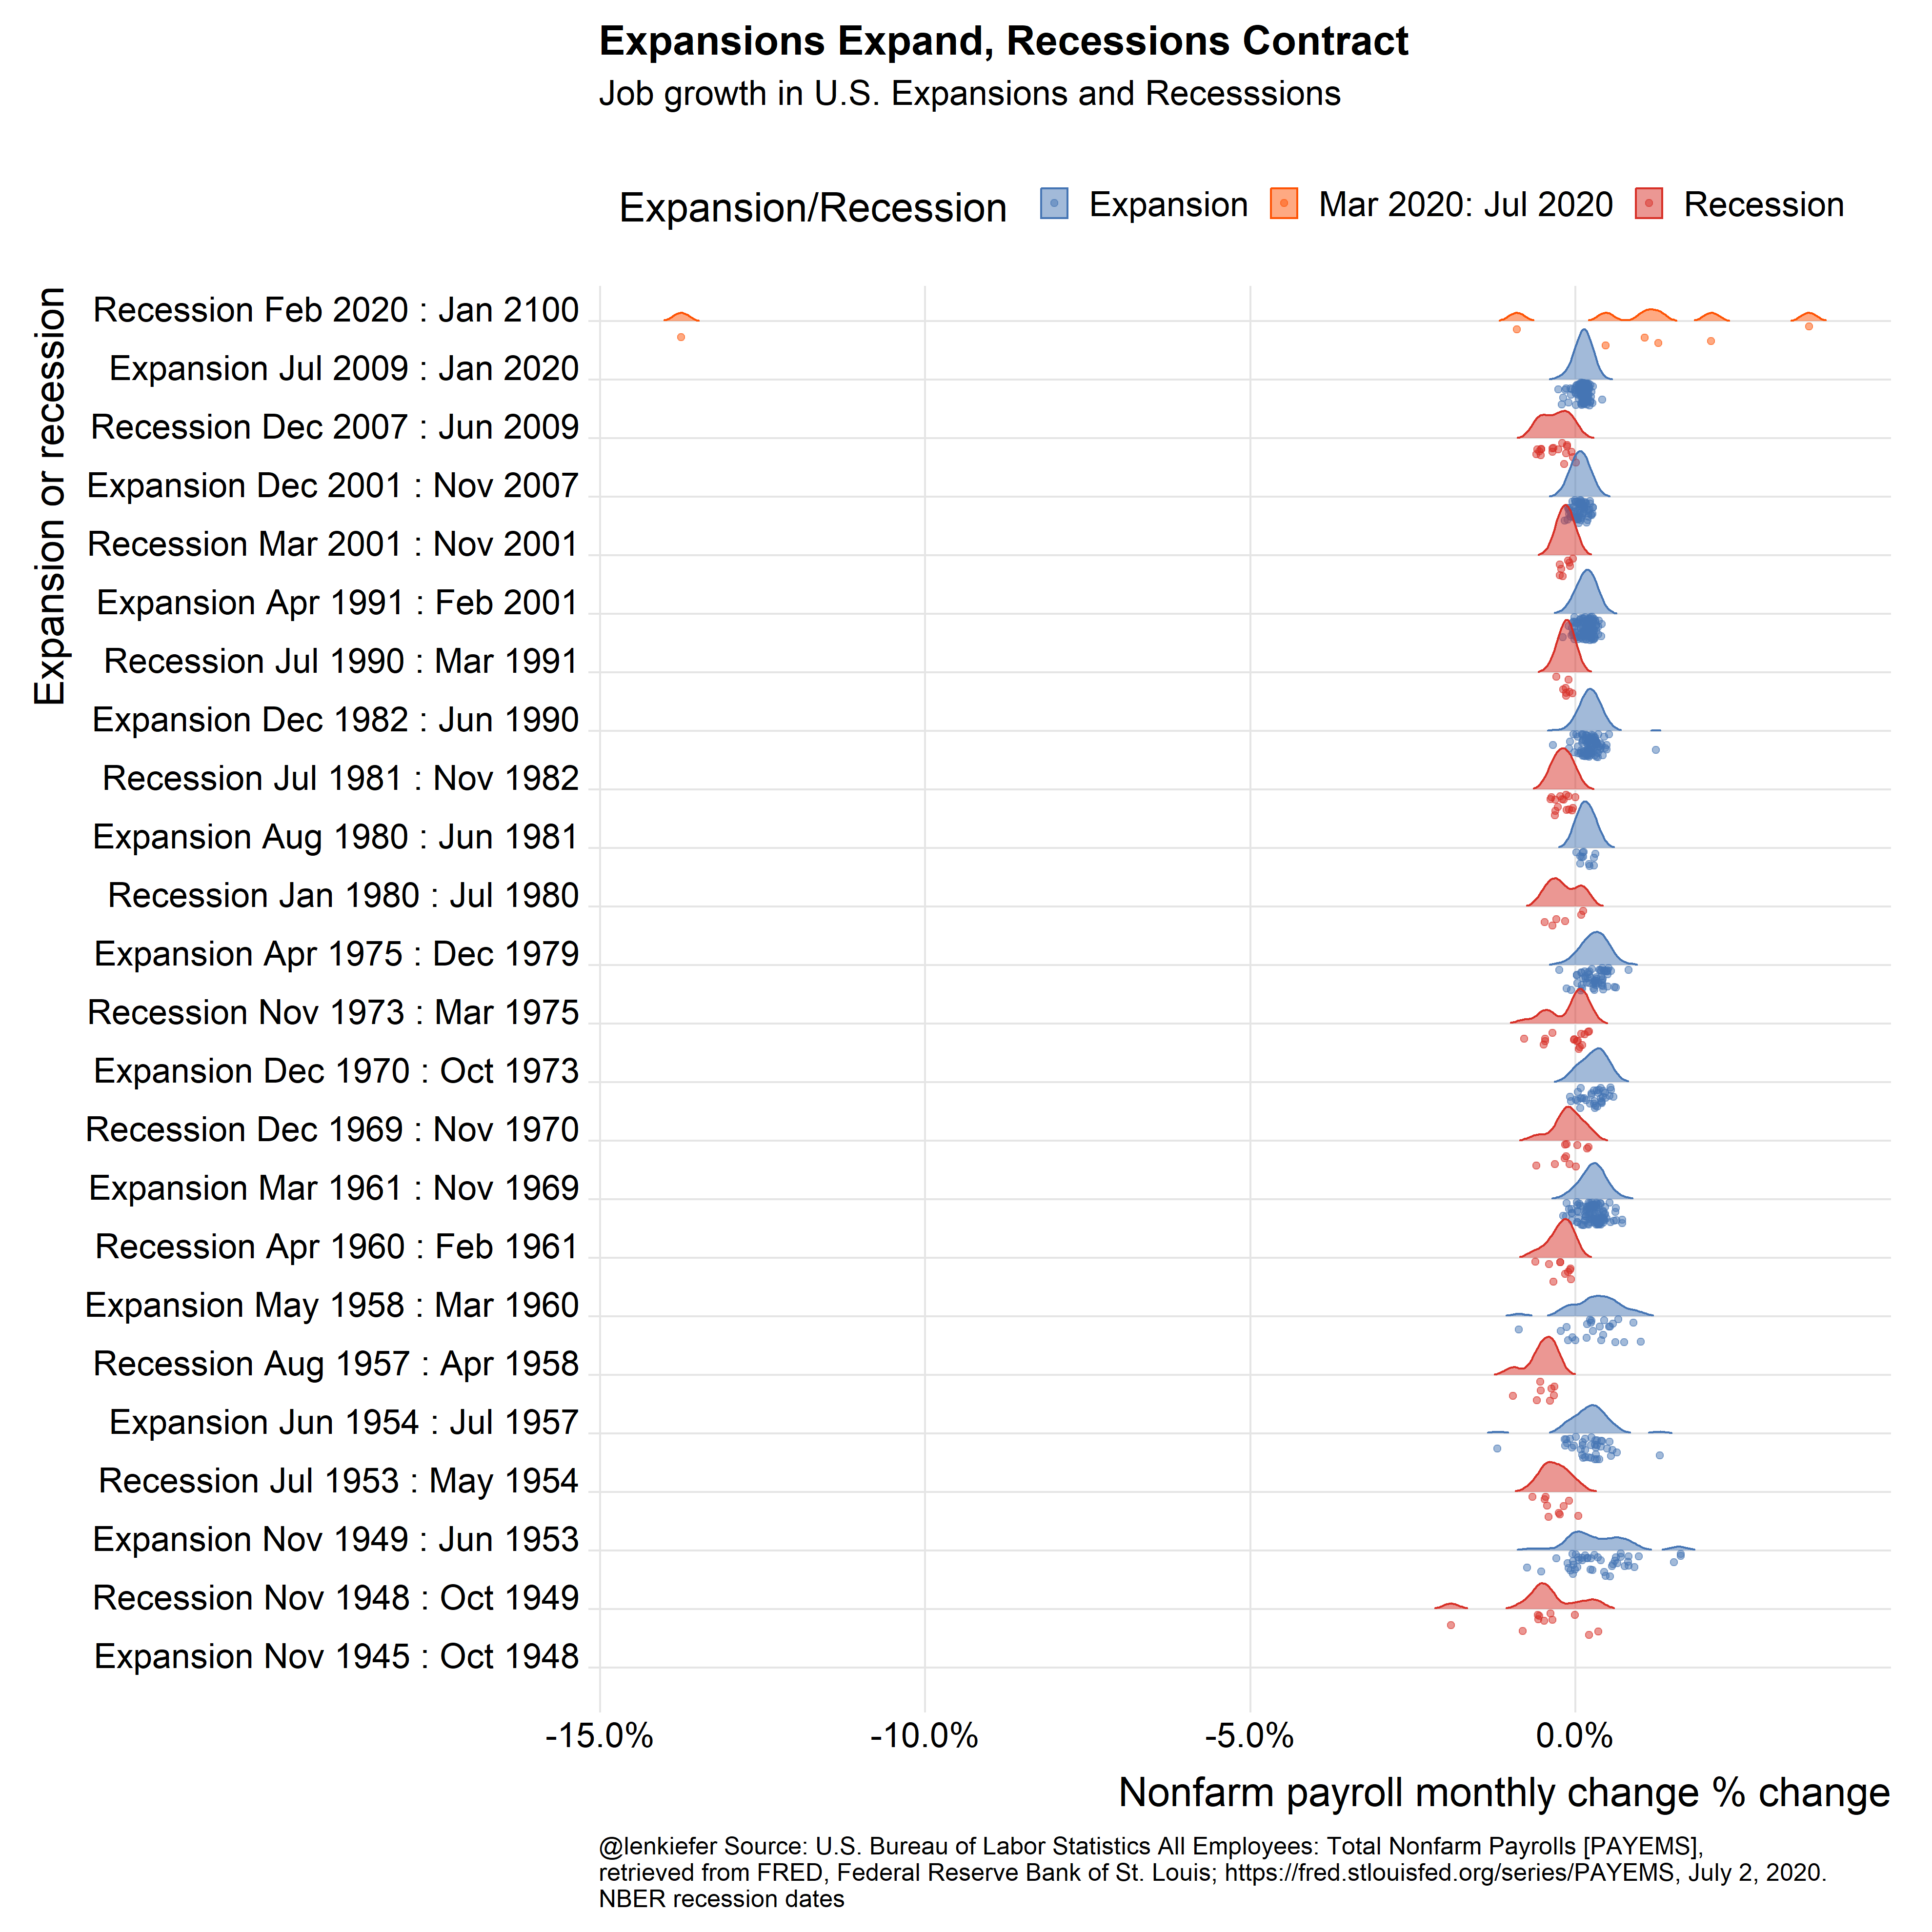 Expansions Expand, Recessions Contract
Job growth in U.S. Expansions and Recesssions
Expansion/Recession Expansion Mar 2020: Jul 2020 Recession
Expansion or recession
Recession Feb 2020 : Jan 2100
Expansion Jul 2009 : Jan 2020
Recession Dec 2007 : Jun 2009
Expansion Dec 2001 : Nov 2007
Recession Mar 2001 : Nov 2001
Expansion Apr 1991 : Feb 2001
Recession Jul 1990 : Mar 1991
Expansion Dec 1982 : Jun 1990
Recession Jul 1981 : Nov 1982
Expansion Aug 1980 : Jun 1981
Recession Jan 1980 : Jul 1980
Expansion Apr 1975 : Dec 1979
Recession Nov 1973 : Mar 1975
Expansion Dec 1970 : Oct 1973
Recession Dec 1969 : Nov 1970
Expansion Mar 1961 : Nov 1969
Recession Apr 1960 : Feb 1961
Expansion May 1958 : Mar 1960
Recession Aug 1957 : Apr 1958
Expansion Jun 1954 : Jul 1957
Recession Jul 1953 : May 1954
Expansion Nov 1949 : Jun 1953
Recession Nov 1948 : Oct 1949
Expansion Nov 1945 : Oct 1948
-15.0% -10.0% -5.0% 0.0%
Nonfarm payroll monthly change % change
@lenkiefer Source: U.S. Bureau of Labor Statistics All Employees: Total Nonfarm Payrolls [PAYEMS],
retrieved from FRED, Federal Reserve Bank of St. Louis; https://fred.stlouisfed.org/series/PAYEMS, July 2, 2020.
NBER recession dates